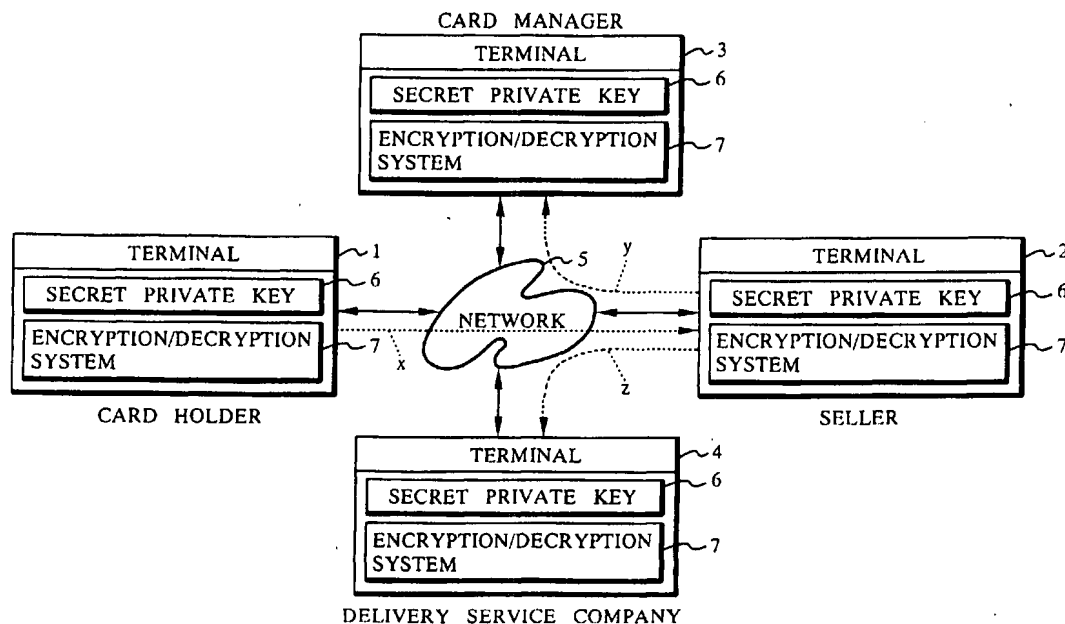 CARD MANAGER
TERMINAL
3
SECRET PRIVATE KEY
6
ENCRYPTION/DECRYPTION
SYSTEM
7
TERMINAL
1
SECRET PRIVATE KEY
6
ENCRYPTION/DECRYPTION
SYSTEM
7
CARD HOLDER
x
NETWORK
5
y
z
TERMINAL
2
SECRET PRIVATE KEY
6
ENCRYPTION/DECRYPTION
SYSTEM
7
SELLER
TERMINAL
4
SECRET PRIVATE KEY
6
ENCRYPTION/DECRYPTION
SYSTEM
7
DELIVERY SERVICE COMPANY